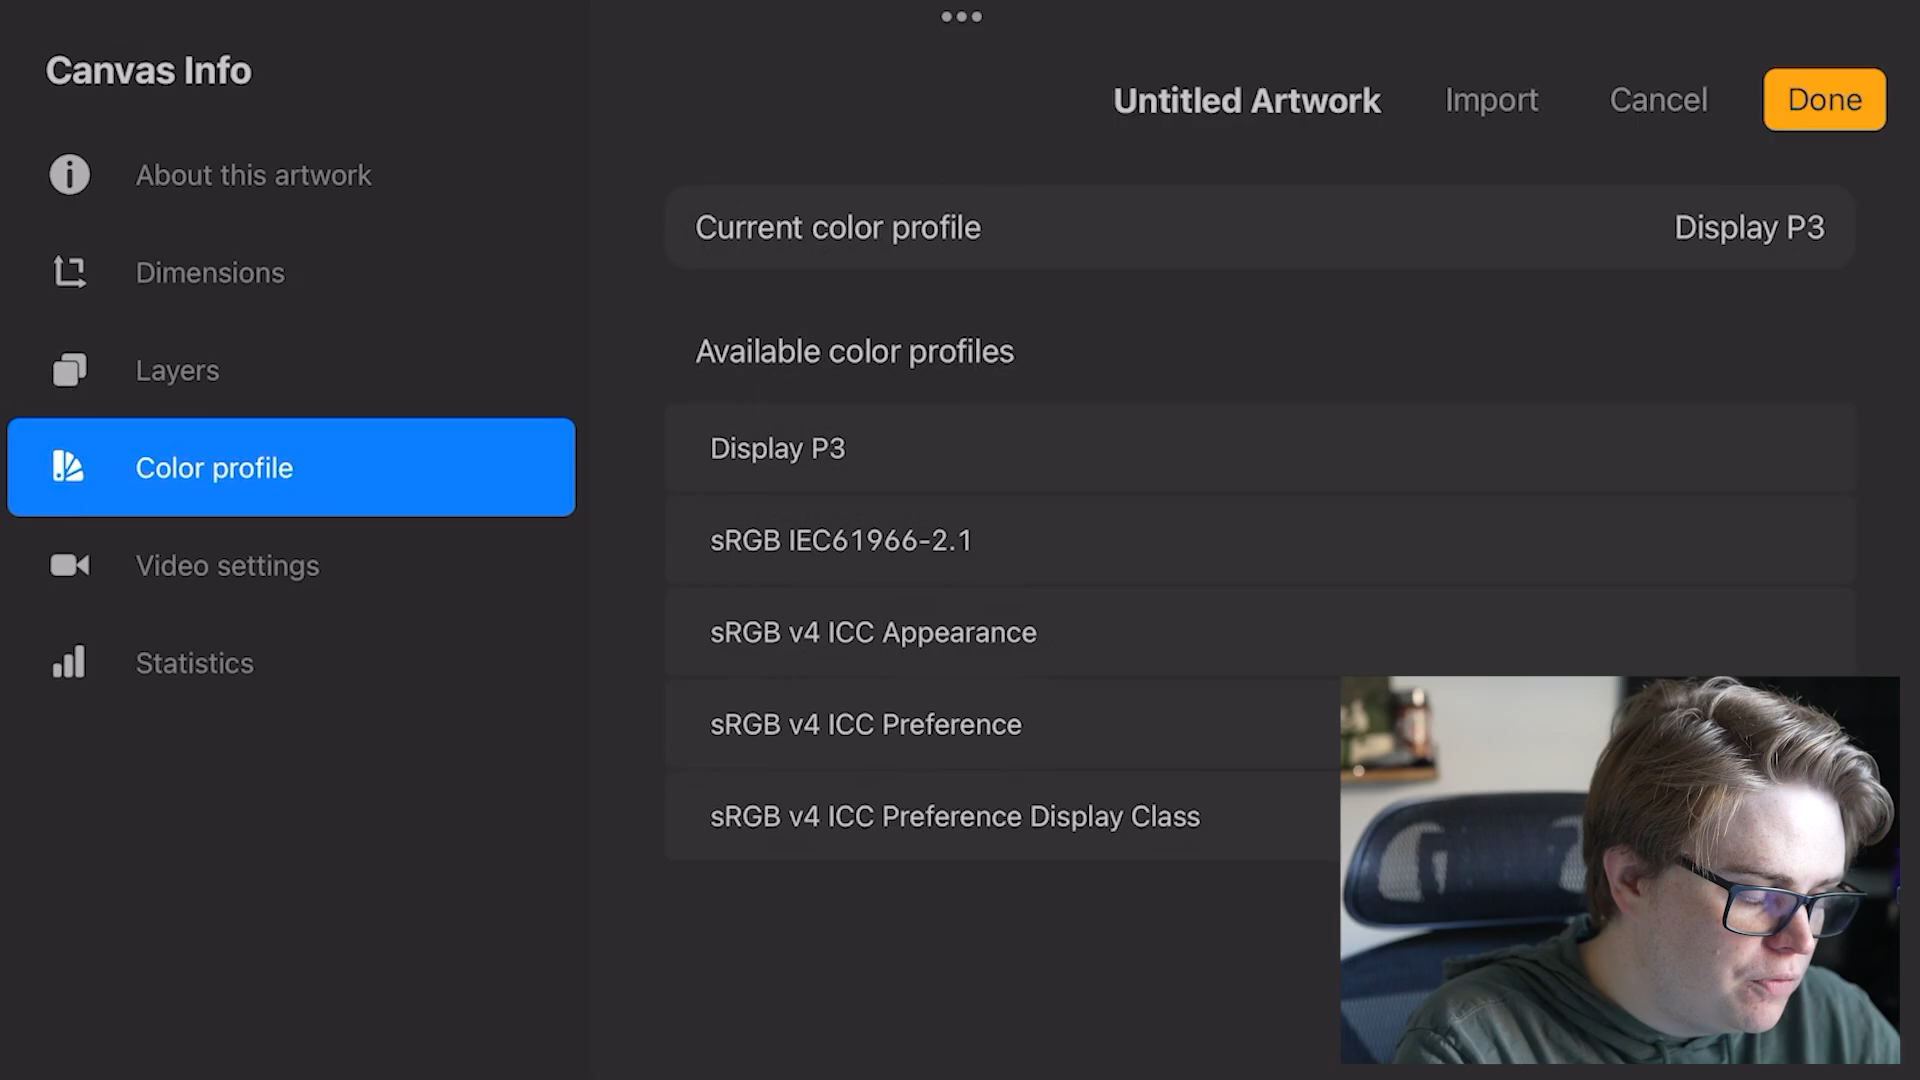 Canvas Info
Untitled Artwork
Import
Cancel
Done
About this artwork
Dimensions
Layers
Color profile
Video settings
Statistics
Current color profile
Display P3
Available color profiles
Display P3
sRGB IEC61966-2.1
sRGB v4 ICC Appearance
sRGB v4 ICC Preference
sRGB v4 ICC Preference Display Class